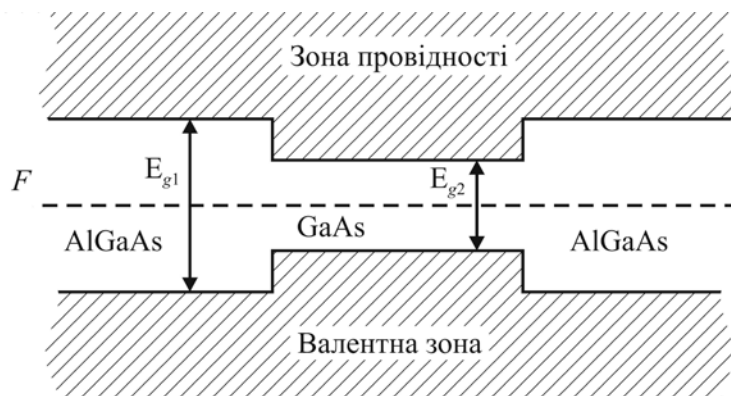 Зона провідності
E_g1
E_g2
F
GaAs
AlGaAs
AlGaAs
Валентна зона